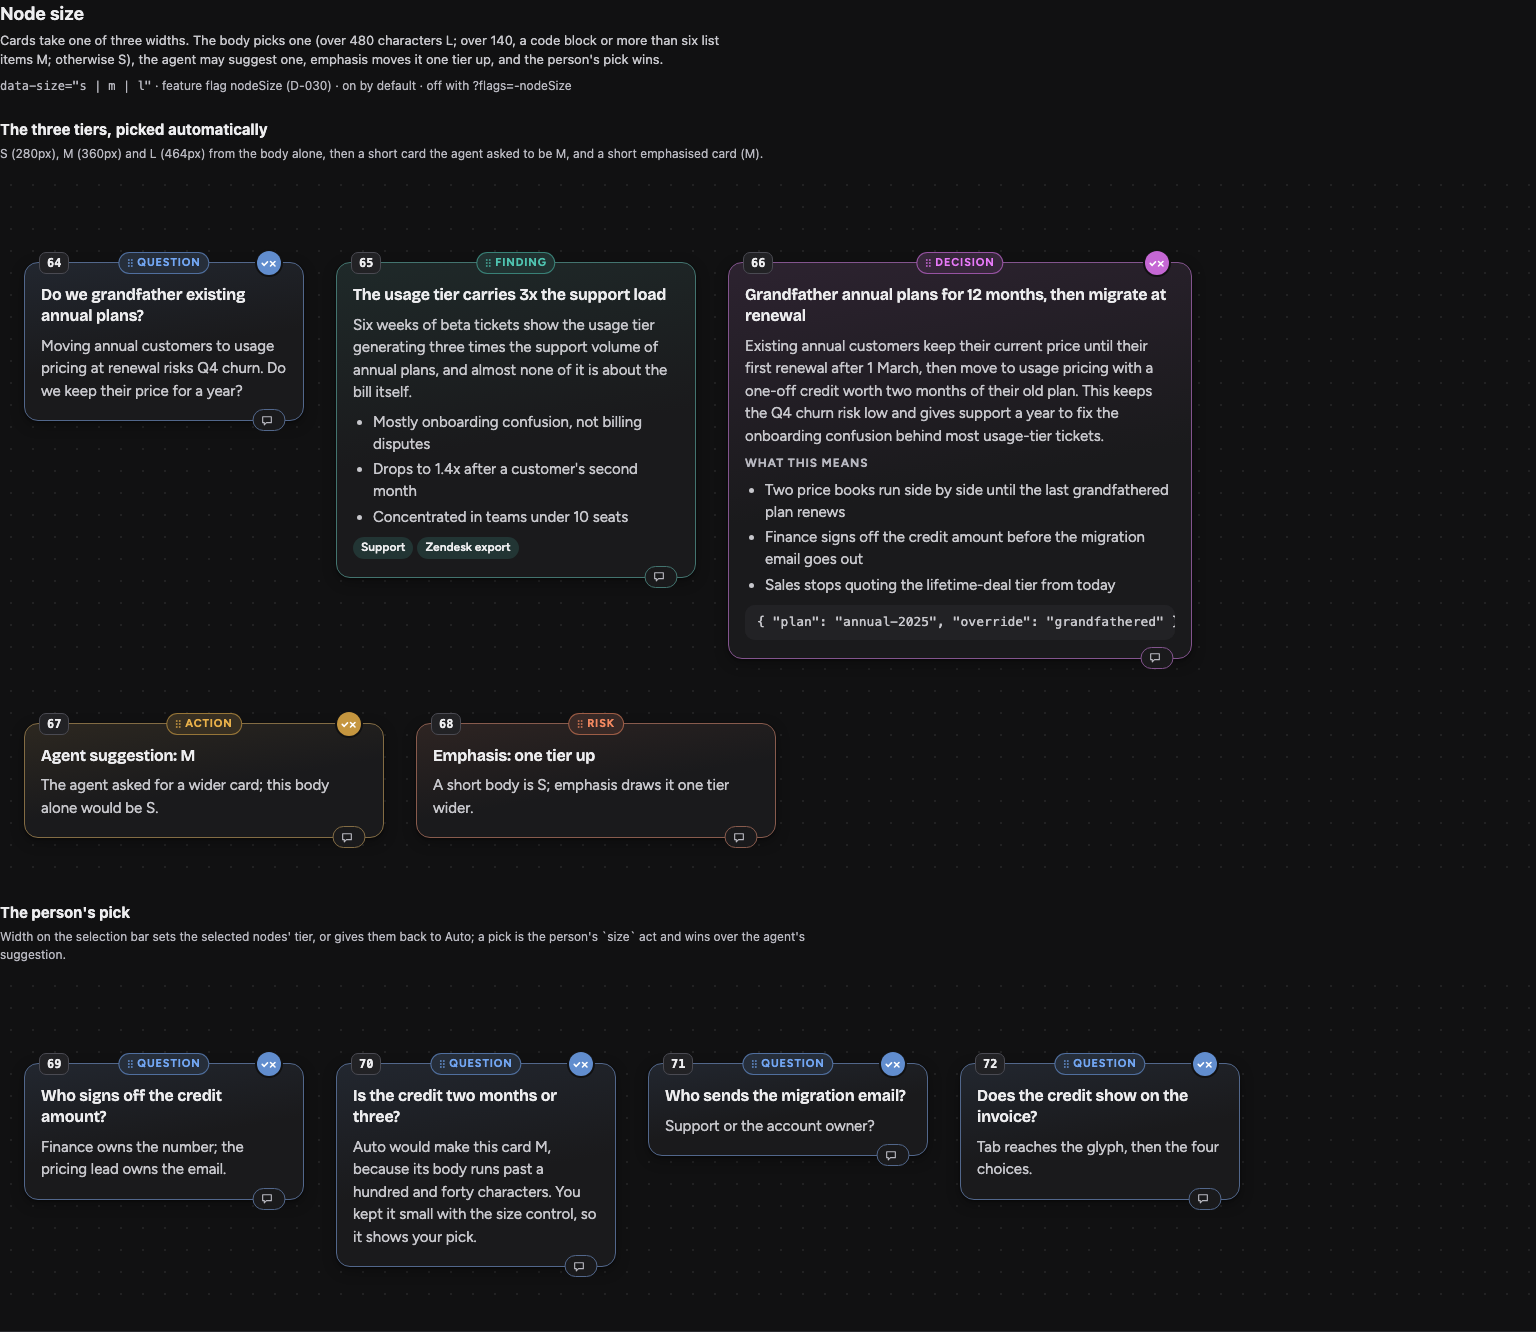 Node size
Cards take one of three widths. The body picks one (over 480 characters L; over 140, a code block or more than six list
items M; otherwise S), the agent may suggest one, emphasis moves it one tier up, and the person's pick wins.
data-size="s | m | l" · feature flag nodeSize (D-030) · on by default · off with ?flags=-nodeSize
The three tiers, picked automatically
S (280px), M (360px) and L (464px) from the body alone, then a short card the agent asked to be M, and a short emphasised card (M).
64
QUESTION
Do we grandfather existing
annual plans?
Moving annual customers to usage
pricing at renewal risks Q4 churn. Do
we keep their price for a year?
65
FINDING
The usage tier carries 3x the support load
Six weeks of beta tickets show the usage tier
generating three times the support volume of
annual plans, and almost none of it is about the
bill itself.
• Mostly onboarding confusion, not billing
disputes
• Drops to 1.4x after a customer's second
month
• Concentrated in teams under 10 seats
Support
Zendesk export
66
DECISION
Grandfather annual plans for 12 months, then migrate at
renewal
Existing annual customers keep their current price until their
first renewal after 1 March, then move to usage pricing with a
one-off credit worth two months of their old plan. This keeps
the Q4 churn risk low and gives support a year to fix the
onboarding confusion behind most usage-tier tickets.
WHAT THIS MEANS
• Two price books run side by side until the last grandfathered
plan renews
• Finance signs off the credit amount before the migration
email goes out
• Sales stops quoting the lifetime-deal tier from today
{ "plan": "annual-2025", "override": "grandfathered" }
67
ACTION
Agent suggestion: M
The agent asked for a wider card; this body
alone would be S.
68
RISK
Emphasis: one tier up
A short body is S; emphasis draws it one tier
wider.
The person's pick
Width on the selection bar sets the selected nodes' tier, or gives them back to Auto; a pick is the person's `size` act and wins over the agent's
suggestion.
69
QUESTION
Who signs off the credit
amount?
Finance owns the number; the
pricing lead owns the email.
70
QUESTION
Is the credit two months or
three?
Auto would make this card M,
because its body runs past a
hundred and forty characters. You
kept it small with the size control, so
it shows your pick.
71
QUESTION
Who sends the migration email?
Support or the account owner?
72
QUESTION
Does the credit show on the
invoice?
Tab reaches the glyph, then the four
choices.